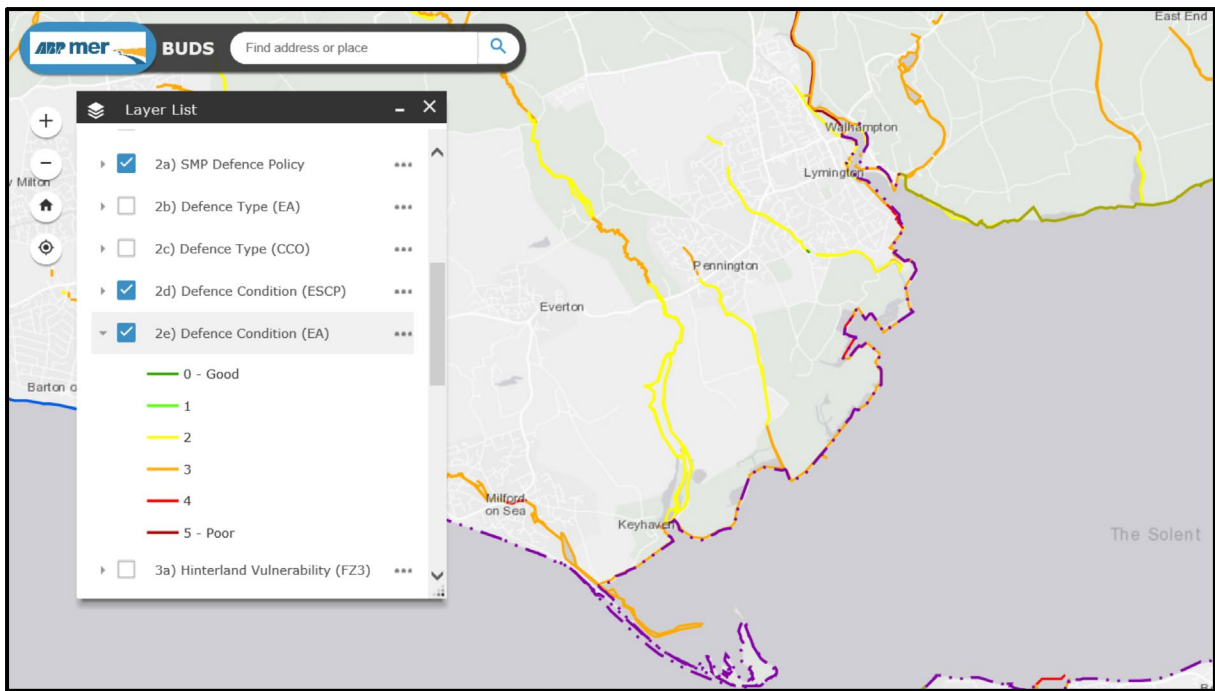 East End
ABPmer
BUDS
Find address or place
Layer List
Walhampton
2a) SMP Defence Policy
Lymington
Milton
2b) Defence Type (EA)
2c) Defence Type (CCO)
Pennington
2d) Defence Condition (ESCP)
Everton
2e) Defence Condition (EA)
0 - Good
Barton o
1
2
3
4
Milford
on Sea
Keyhaven
5 - Poor
The Solent
3a) Hinterland Vulnerability (FZ3)